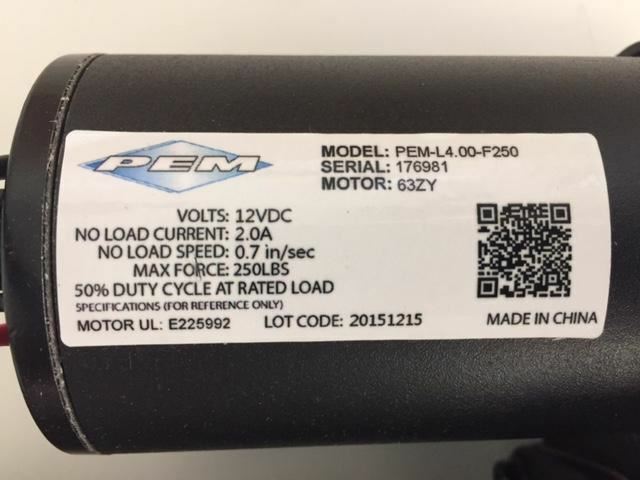 PEM
MODEL: PEM-L4.00-F250
SERIAL: 176981
MOTOR: 63ZY
VOLTS: 12VDC
NO LOAD CURRENT: 2.0A
NO LOAD SPEED: 0.7 in/sec
MAX FORCE: 250LBS
50% DUTY CYCLE AT RATED LOAD
SPECIFICATIONS (FOR REFERENCE ONLY)
MOTOR UL: E225992 LOT CODE: 20151215 MADE IN CHINA